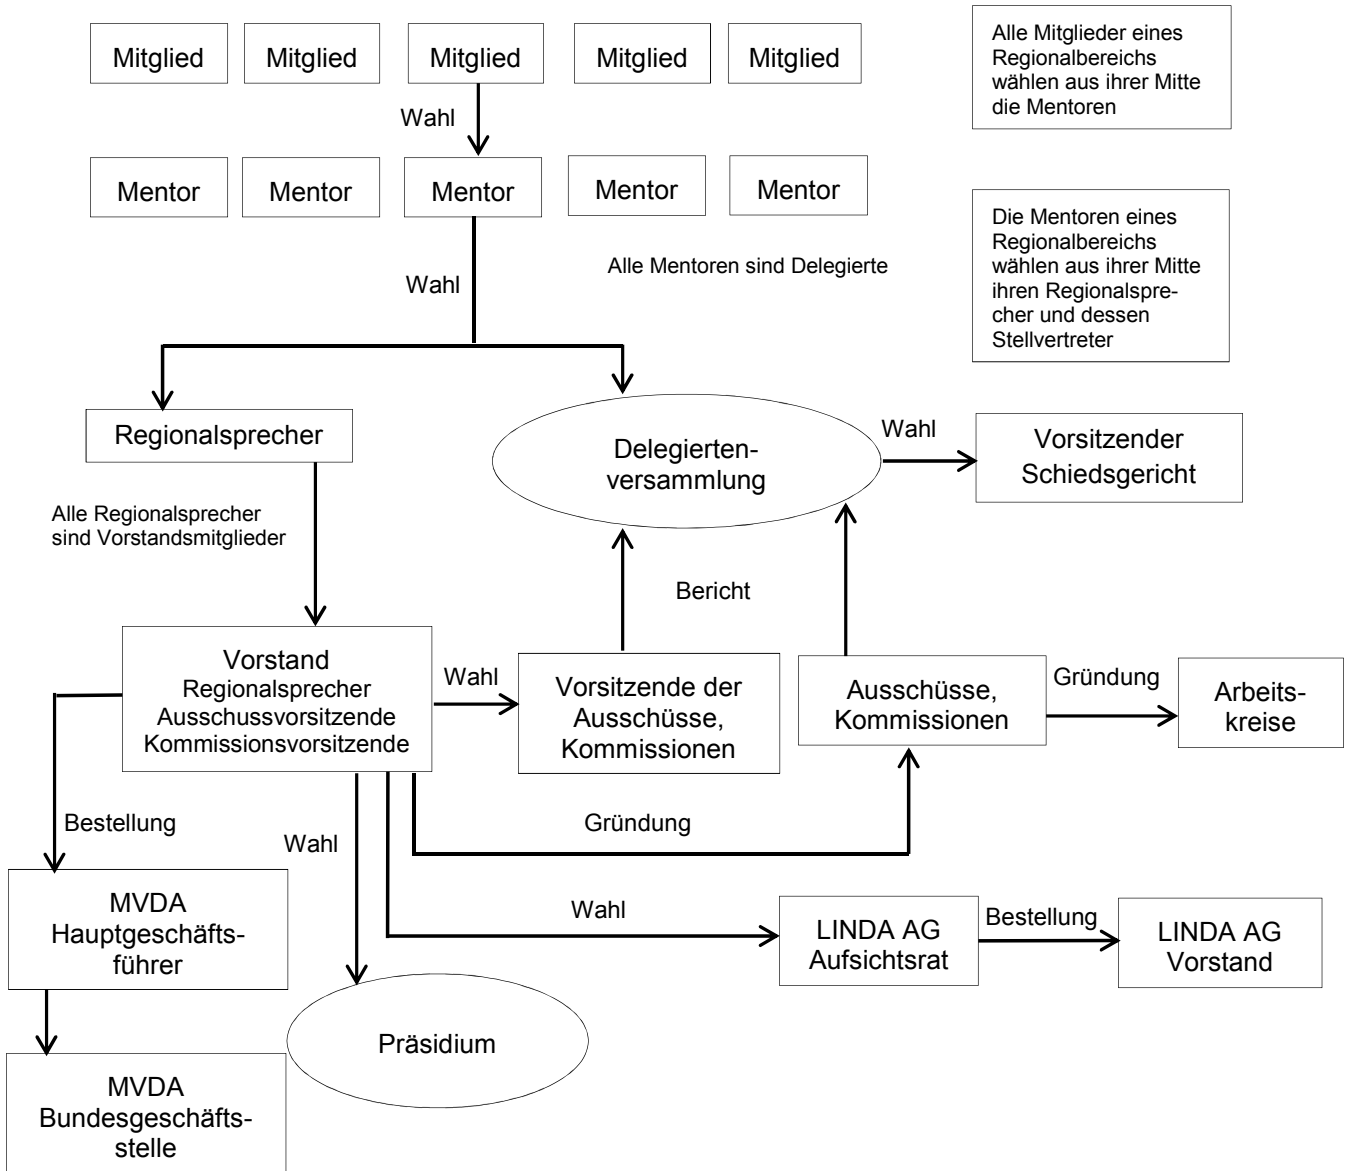 Mitglied
Mitglied
Mitglied
Mitglied
Mitglied
Alle Mitglieder eines
Regionalbereichs
wählen aus ihrer Mitte
die Mentoren
Wahl
Mentor
Mentor
Mentor
Mentor
Mentor
Die Mentoren eines
Regionalbereichs
wählen aus ihrer Mitte
ihren Regionalspre-
cher und dessen
Stellvertreter
Wahl
Alle Mentoren sind Delegierte
Regionalsprecher
Delegierten-
versammlung
Wahl
Vorsitzender
Schiedsgericht
Alle Regionalsprecher
sind Vorstandsmitglieder
Bericht
Vorstand
Regionalsprecher
Ausschussvorsitzende
Kommissionsvorsitzende
Wahl
Vorsitzende der
Ausschüsse,
Kommissionen
Ausschüsse,
Kommissionen
Gründung
Arbeits-
kreise
Bestellung
Wahl
Gründung
MVDA
Hauptgeschäfts-
führer
Wahl
LINDA AG
Aufsichtsrat
Bestellung
LINDA AG
Vorstand
Präsidium
MVDA
Bundesgeschäfts-
stelle